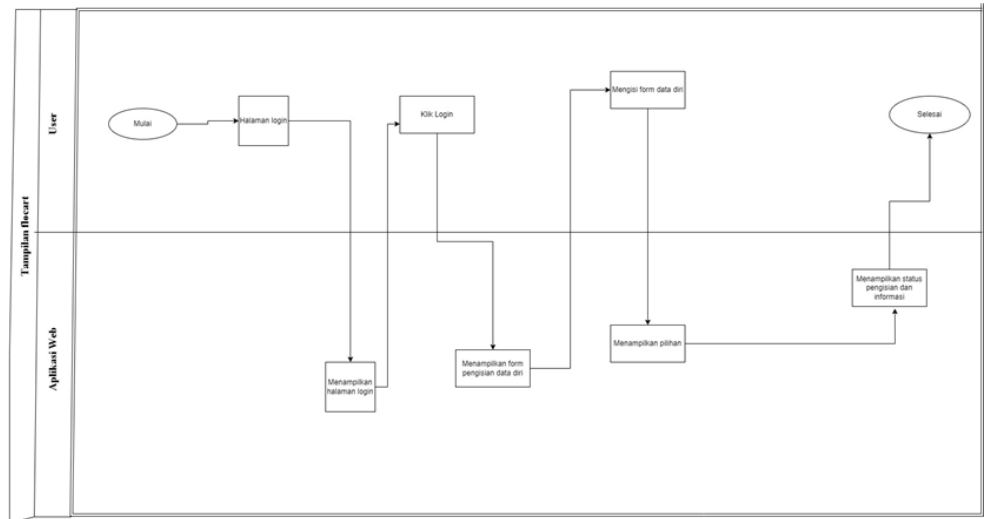 Tampilan flocart
User
Aplikasi Web
Mulai
Halaman login
Menampilkan
halaman login
Klik Login
Menampilkan form
pengisian data diri
Mengisi form data diri
Menampilkan pilihan
Menampilkan status
pengisian dan
informasi
Selesai